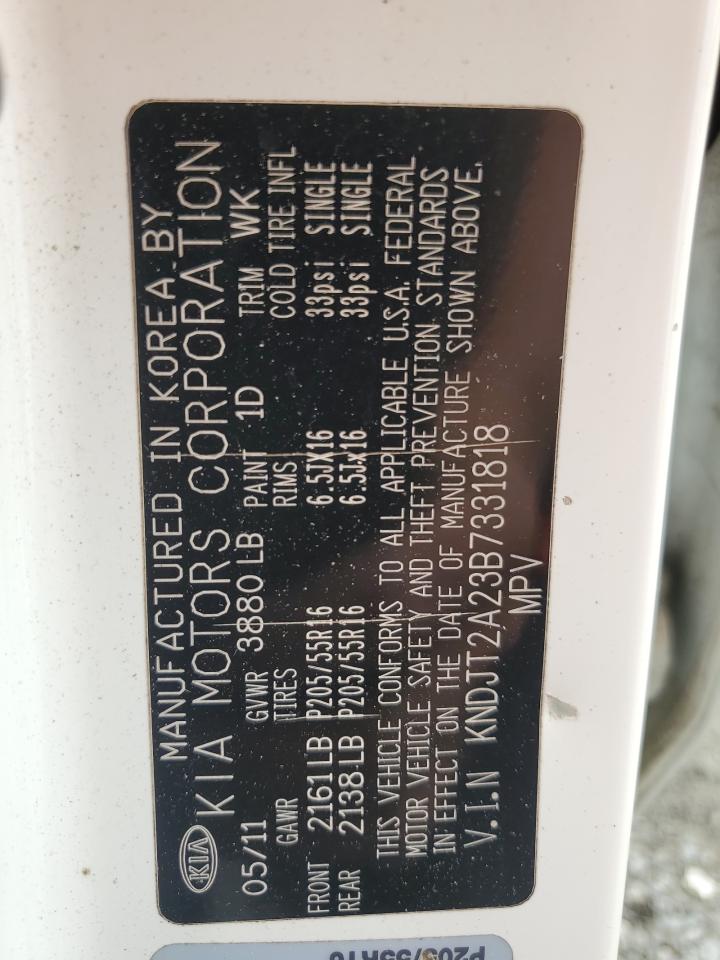 MANUFACTURED IN KOREA BY
KIA KIA MOTORS CORPORATION
05/11 GVWR 3880 LB PAINT 1D TRIM WK
GAWR TIRES RIMS COLD TIRE INFL
FRONT 2161 LB P205/55R16 6.5JX16 33psi SINGLE
REAR 2138 LB P205/55R16 6.5Jx16 33psi SINGLE
THIS VEHICLE CONFORMS TO ALL APPLICABLE U.S.A. FEDERAL
MOTOR VEHICLE SAFETY AND THEFT PREVENTION STANDARDS
IN EFFECT ON THE DATE OF MANUFACTURE SHOWN ABOVE.
V.I.N KNDJT2A23B7331818
MPV